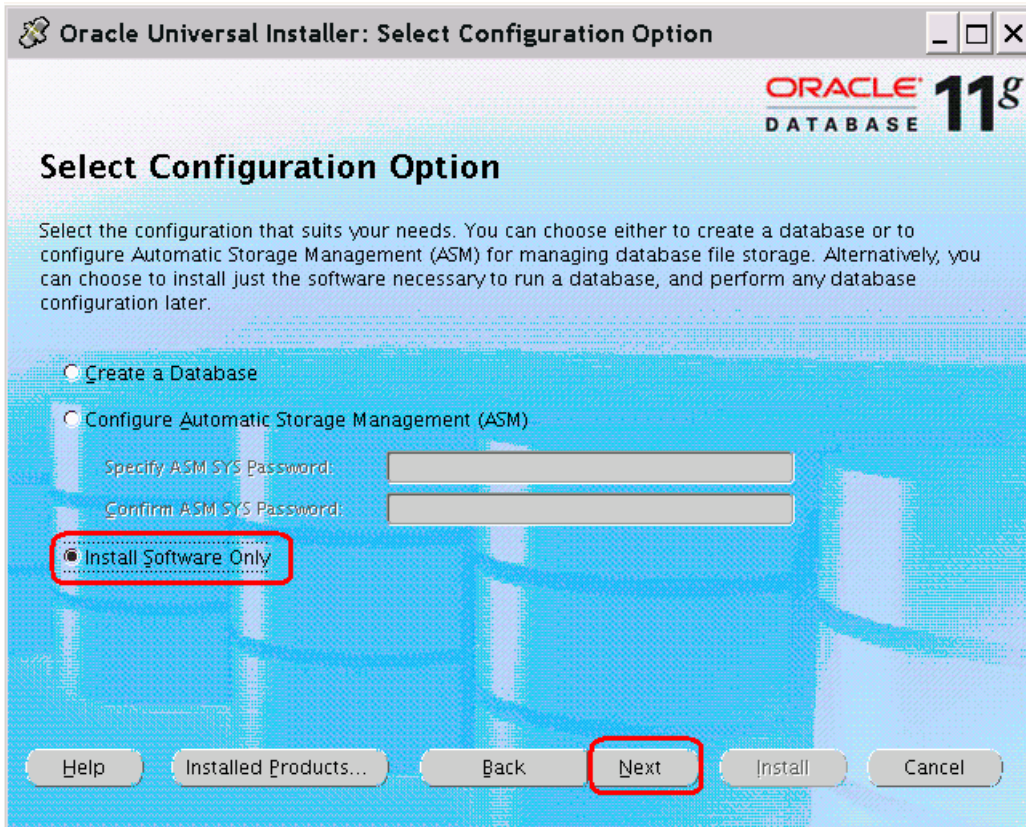 Oracle Universal Installer: Select Configuration Option
ORACLE 11g
DATABASE
Select Configuration Option
Select the configuration that suits your needs. You can choose either to create a database or to
configure Automatic Storage Management (ASM) for managing database file storage. Alternatively, you
can choose to install just the software necessary to run a database, and perform any database
configuration later.
Create a Database
Configure Automatic Storage Management (ASM)
Specify ASM SYS Password:
Confirm ASM SYS Password:
Install Software Only
Help Installed Products... Back Next Install Cancel